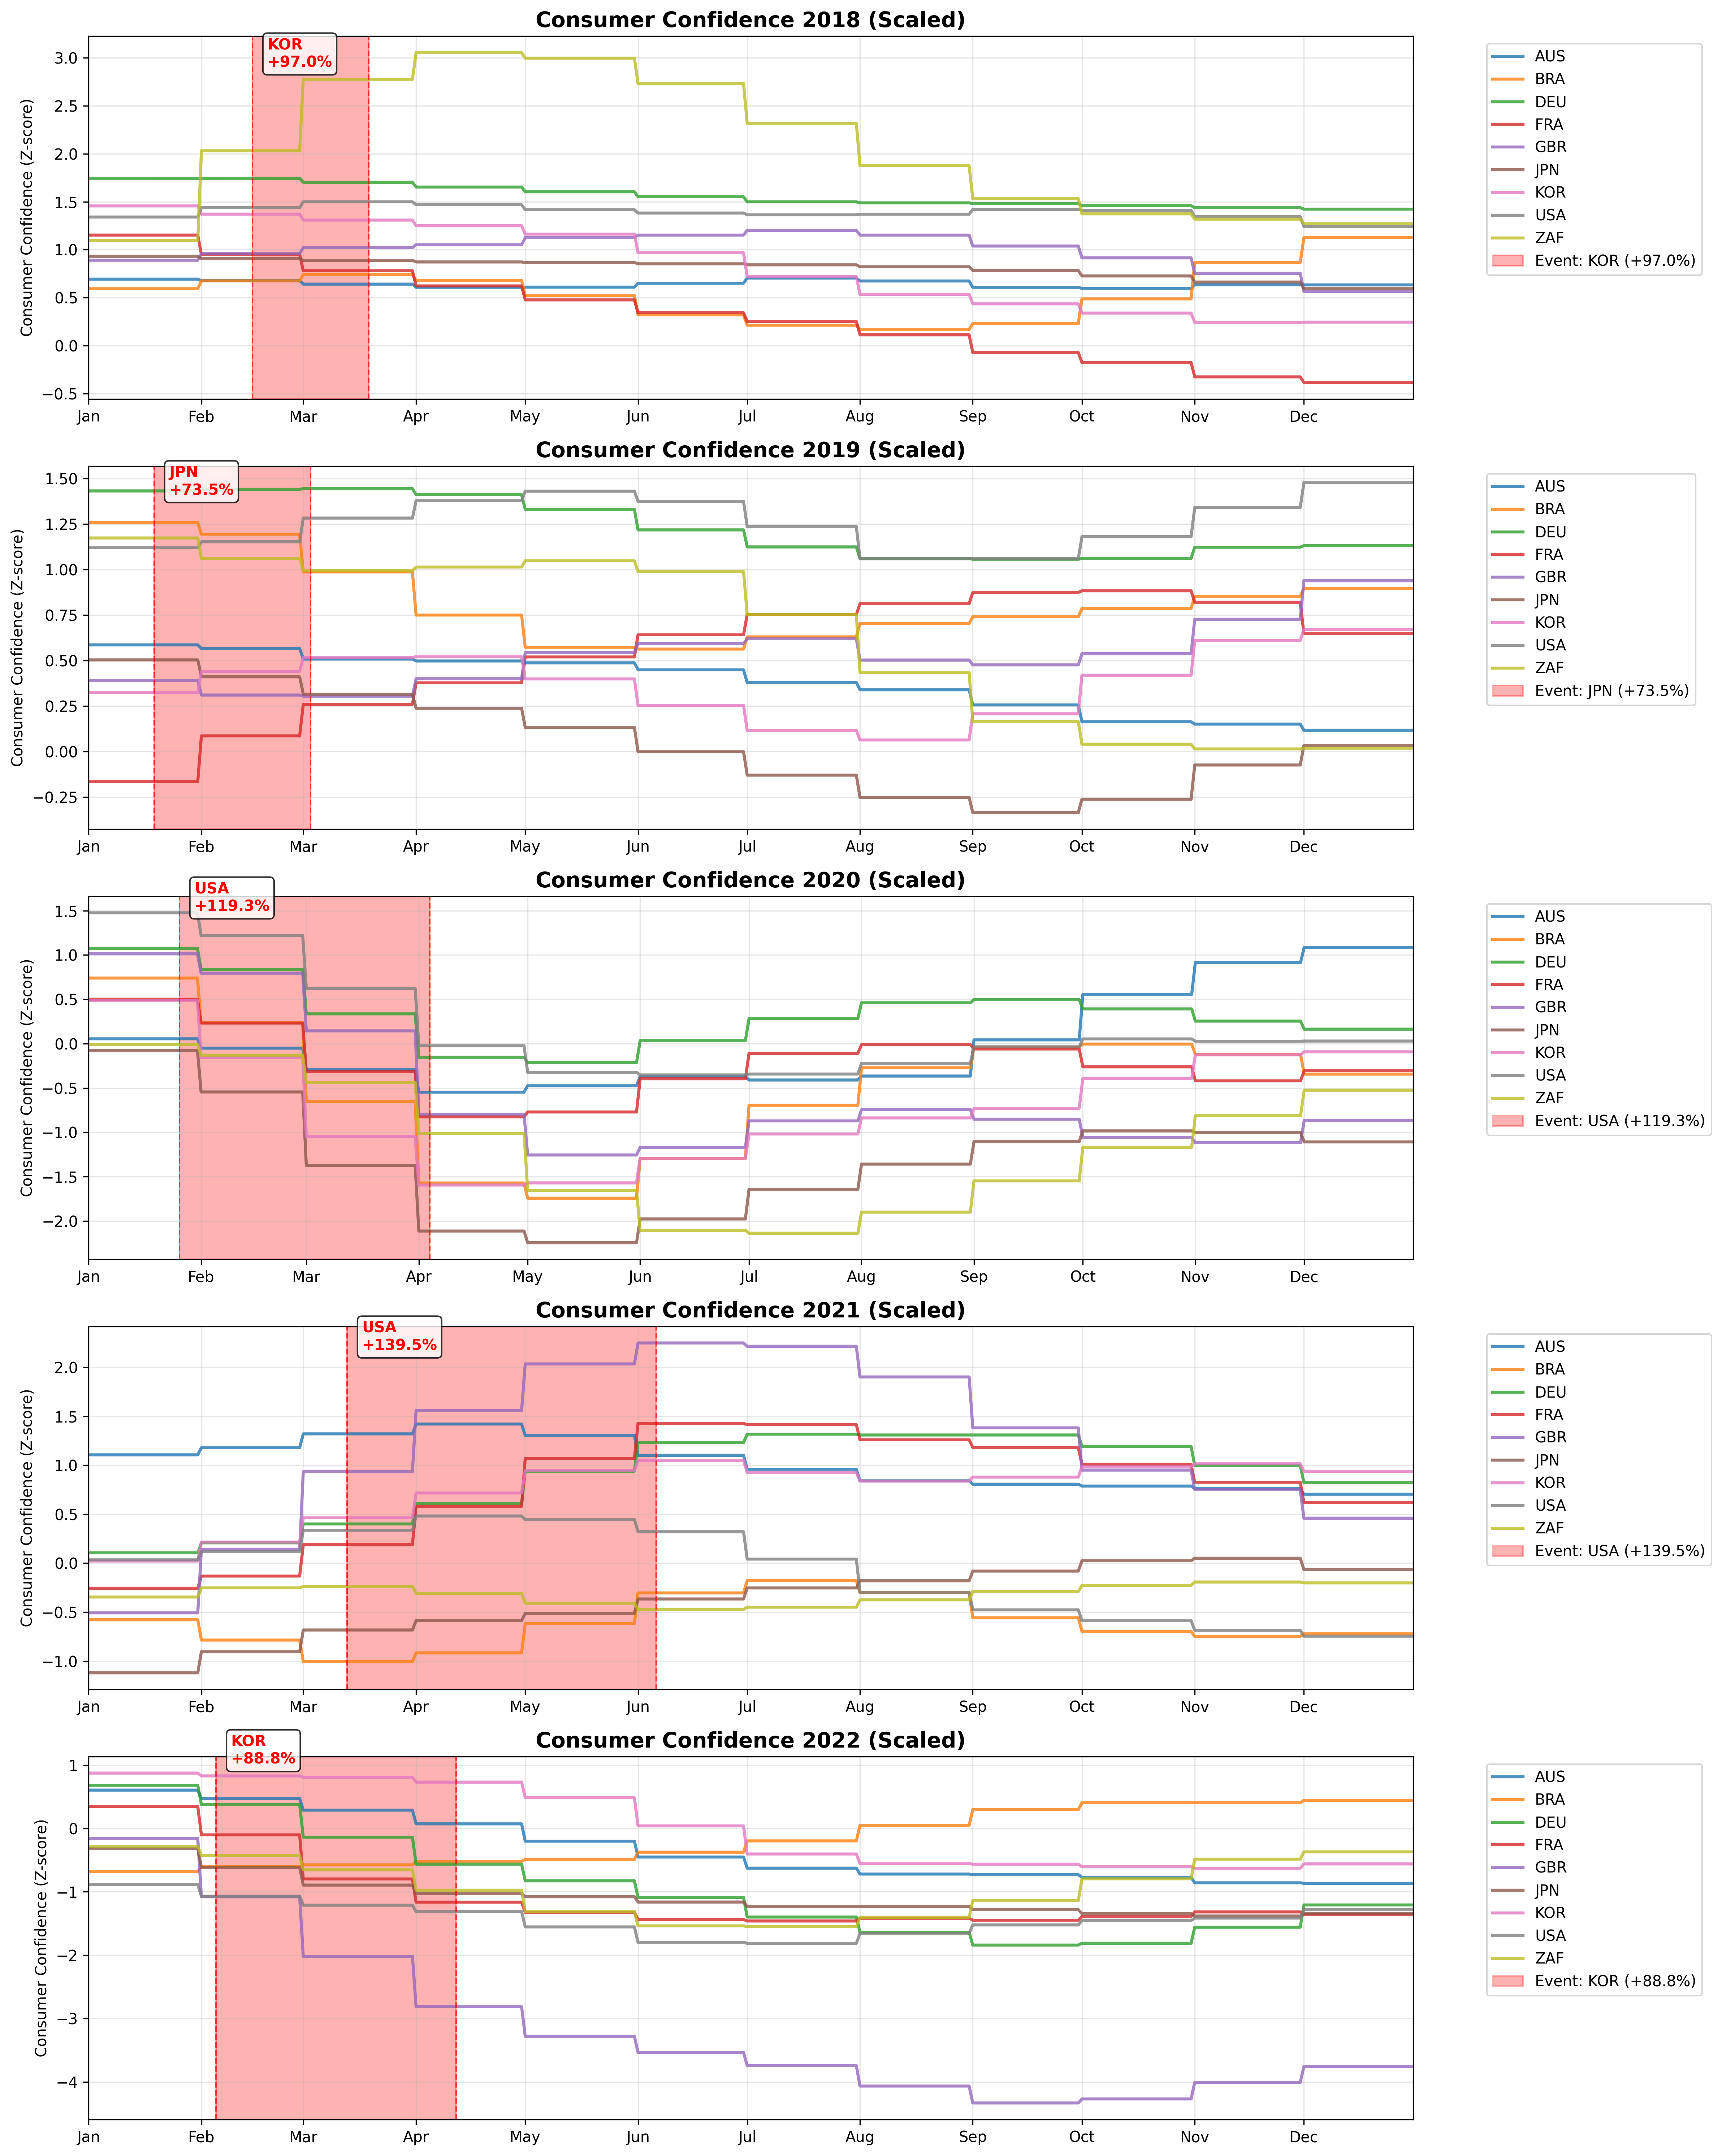 Consumer Confidence 2018 (Scaled)
KOR
+97.0%
Consumer Confidence (Z-score)
3.0
2.5
2.0
1.5
1.0
0.5
0.0
−0.5
Jan Feb Mar Apr May Jun Jul Aug Sep Oct Nov Dec
AUS
BRA
DEU
FRA
GBR
JPN
KOR
USA
ZAF
Event: KOR (+97.0%)
Consumer Confidence 2019 (Scaled)
JPN
+73.5%
Consumer Confidence (Z-score)
1.50
1.25
1.00
0.75
0.50
0.25
0.00
−0.25
Jan Feb Mar Apr May Jun Jul Aug Sep Oct Nov Dec
AUS
BRA
DEU
FRA
GBR
JPN
KOR
USA
ZAF
Event: JPN (+73.5%)
Consumer Confidence 2020 (Scaled)
USA
+119.3%
Consumer Confidence (Z-score)
1.5
1.0
0.5
0.0
−0.5
−1.0
−1.5
−2.0
Jan Feb Mar Apr May Jun Jul Aug Sep Oct Nov Dec
AUS
BRA
DEU
FRA
GBR
JPN
KOR
USA
ZAF
Event: USA (+119.3%)
Consumer Confidence 2021 (Scaled)
USA
+139.5%
Consumer Confidence (Z-score)
2.0
1.5
1.0
0.5
0.0
−0.5
−1.0
Jan Feb Mar Apr May Jun Jul Aug Sep Oct Nov Dec
AUS
BRA
DEU
FRA
GBR
JPN
KOR
USA
ZAF
Event: USA (+139.5%)
Consumer Confidence 2022 (Scaled)
KOR
+88.8%
Consumer Confidence (Z-score)
1
0
−1
−2
−3
−4
Jan Feb Mar Apr May Jun Jul Aug Sep Oct Nov Dec
AUS
BRA
DEU
FRA
GBR
JPN
KOR
USA
ZAF
Event: KOR (+88.8%)